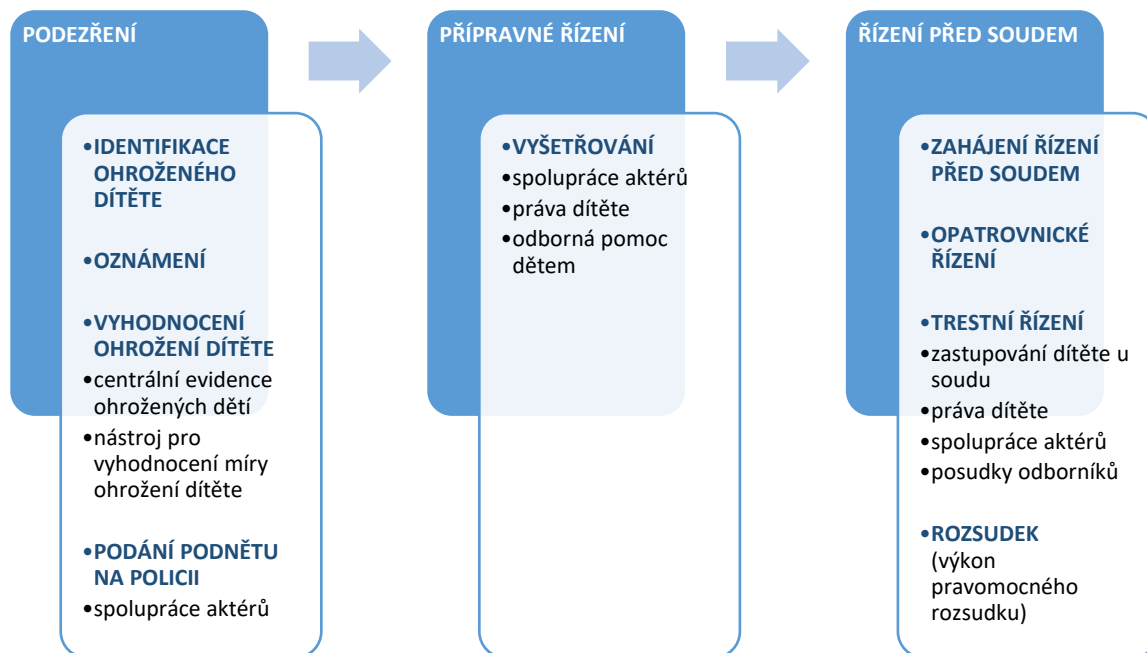 PODEZŘENÍ
•IDENTIFIKACE
OHROŽENÉHO
DÍTĚTE
•OZNÁMENÍ
•VYHODNOCENÍ
OHROŽENÍ DÍTĚTE
•centrální evidence
ohrožených dětí
•nástroj pro
vyhodnocení míry
ohrožení dítěte
•PODÁNÍ PODNĚTU
NA POLICII
•spolupráce aktérů
PŘÍPRAVNÉ ŘÍZENÍ
•VYŠETŘOVÁNÍ
•spolupráce aktérů
•práva dítěte
•odborná pomoc
dětem
ŘÍZENÍ PŘED SOUDEM
•ZAHÁJENÍ ŘÍZENÍ
PŘED SOUDEM
•OPATROVNICKÉ
ŘÍZENÍ
•TRESTNÍ ŘÍZENÍ
•zastupování dítěte u
soudu
•práva dítěte
•spolupráce aktérů
•posudky odborníků
•ROZSUDEK
(výkon
pravomocného
rozsudku)